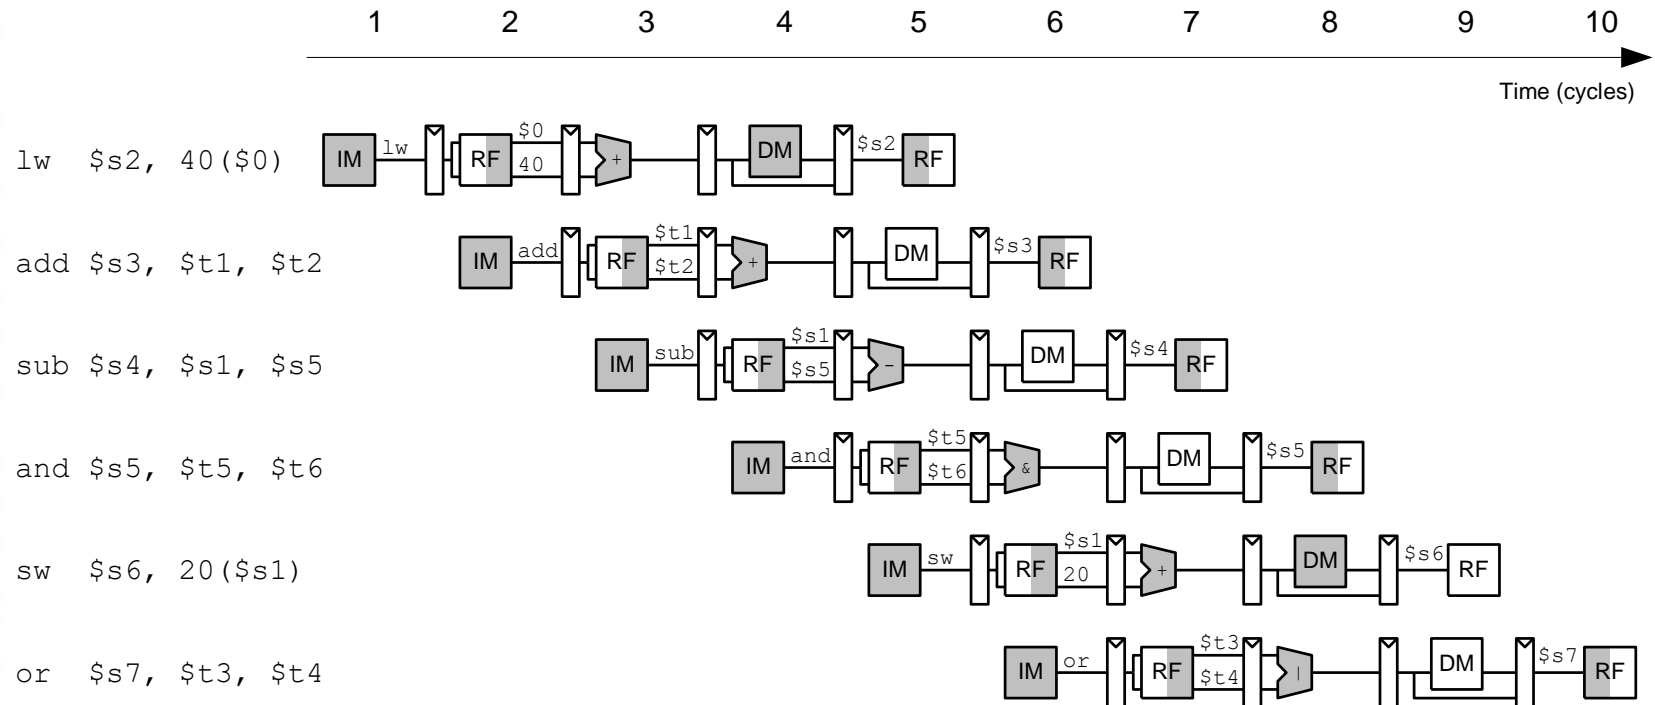 1 2 3 4 5 6 7 8 9 10
Time (cycles)
lw $s2, 40($0) IM lw RF $0 40 + DM $s2 RF
add $s3, $t1, $t2 IM add RF $t1 $t2 + DM $s3 RF
sub $s4, $s1, $s5 IM sub RF $s1 $s5 - DM $s4 RF
and $s5, $t5, $t6 IM and RF $t5 $t6 & DM $s5 RF
sw $s6, 20($s1) IM sw RF $s1 20 + DM $s6 RF
or $s7, $t3, $t4 IM or RF $t3 $t4 | DM $s7 RF